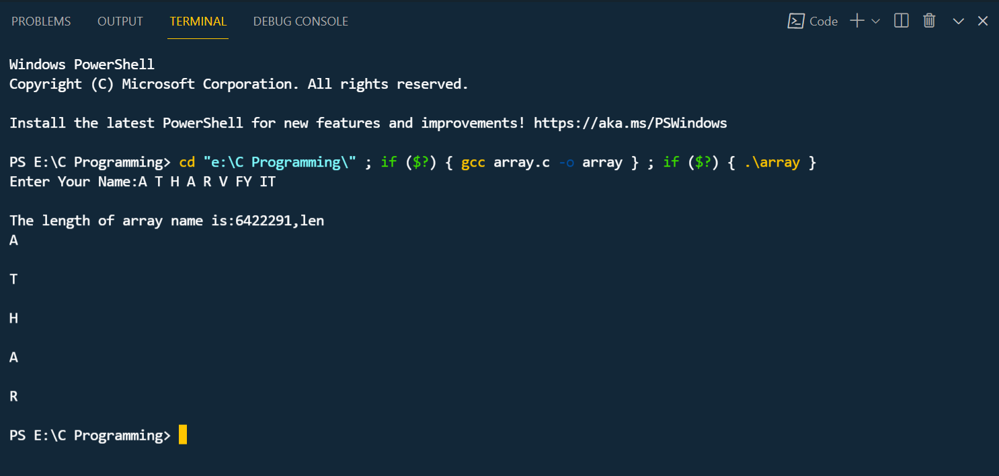 PROBLEMS OUTPUT TERMINAL DEBUG CONSOLE Code
Windows PowerShell
Copyright (C) Microsoft Corporation. All rights reserved.
Install the latest PowerShell for new features and improvements! https://aka.ms/PSWindows
PS E:\C Programming> cd "e:\C Programming\" ; if ($?) { gcc array.c -o array } ; if ($?) { .\array }
Enter Your Name:A T H A R V FY IT
The length of array name is:6422291,len
A
T
H
A
R
PS E:\C Programming>